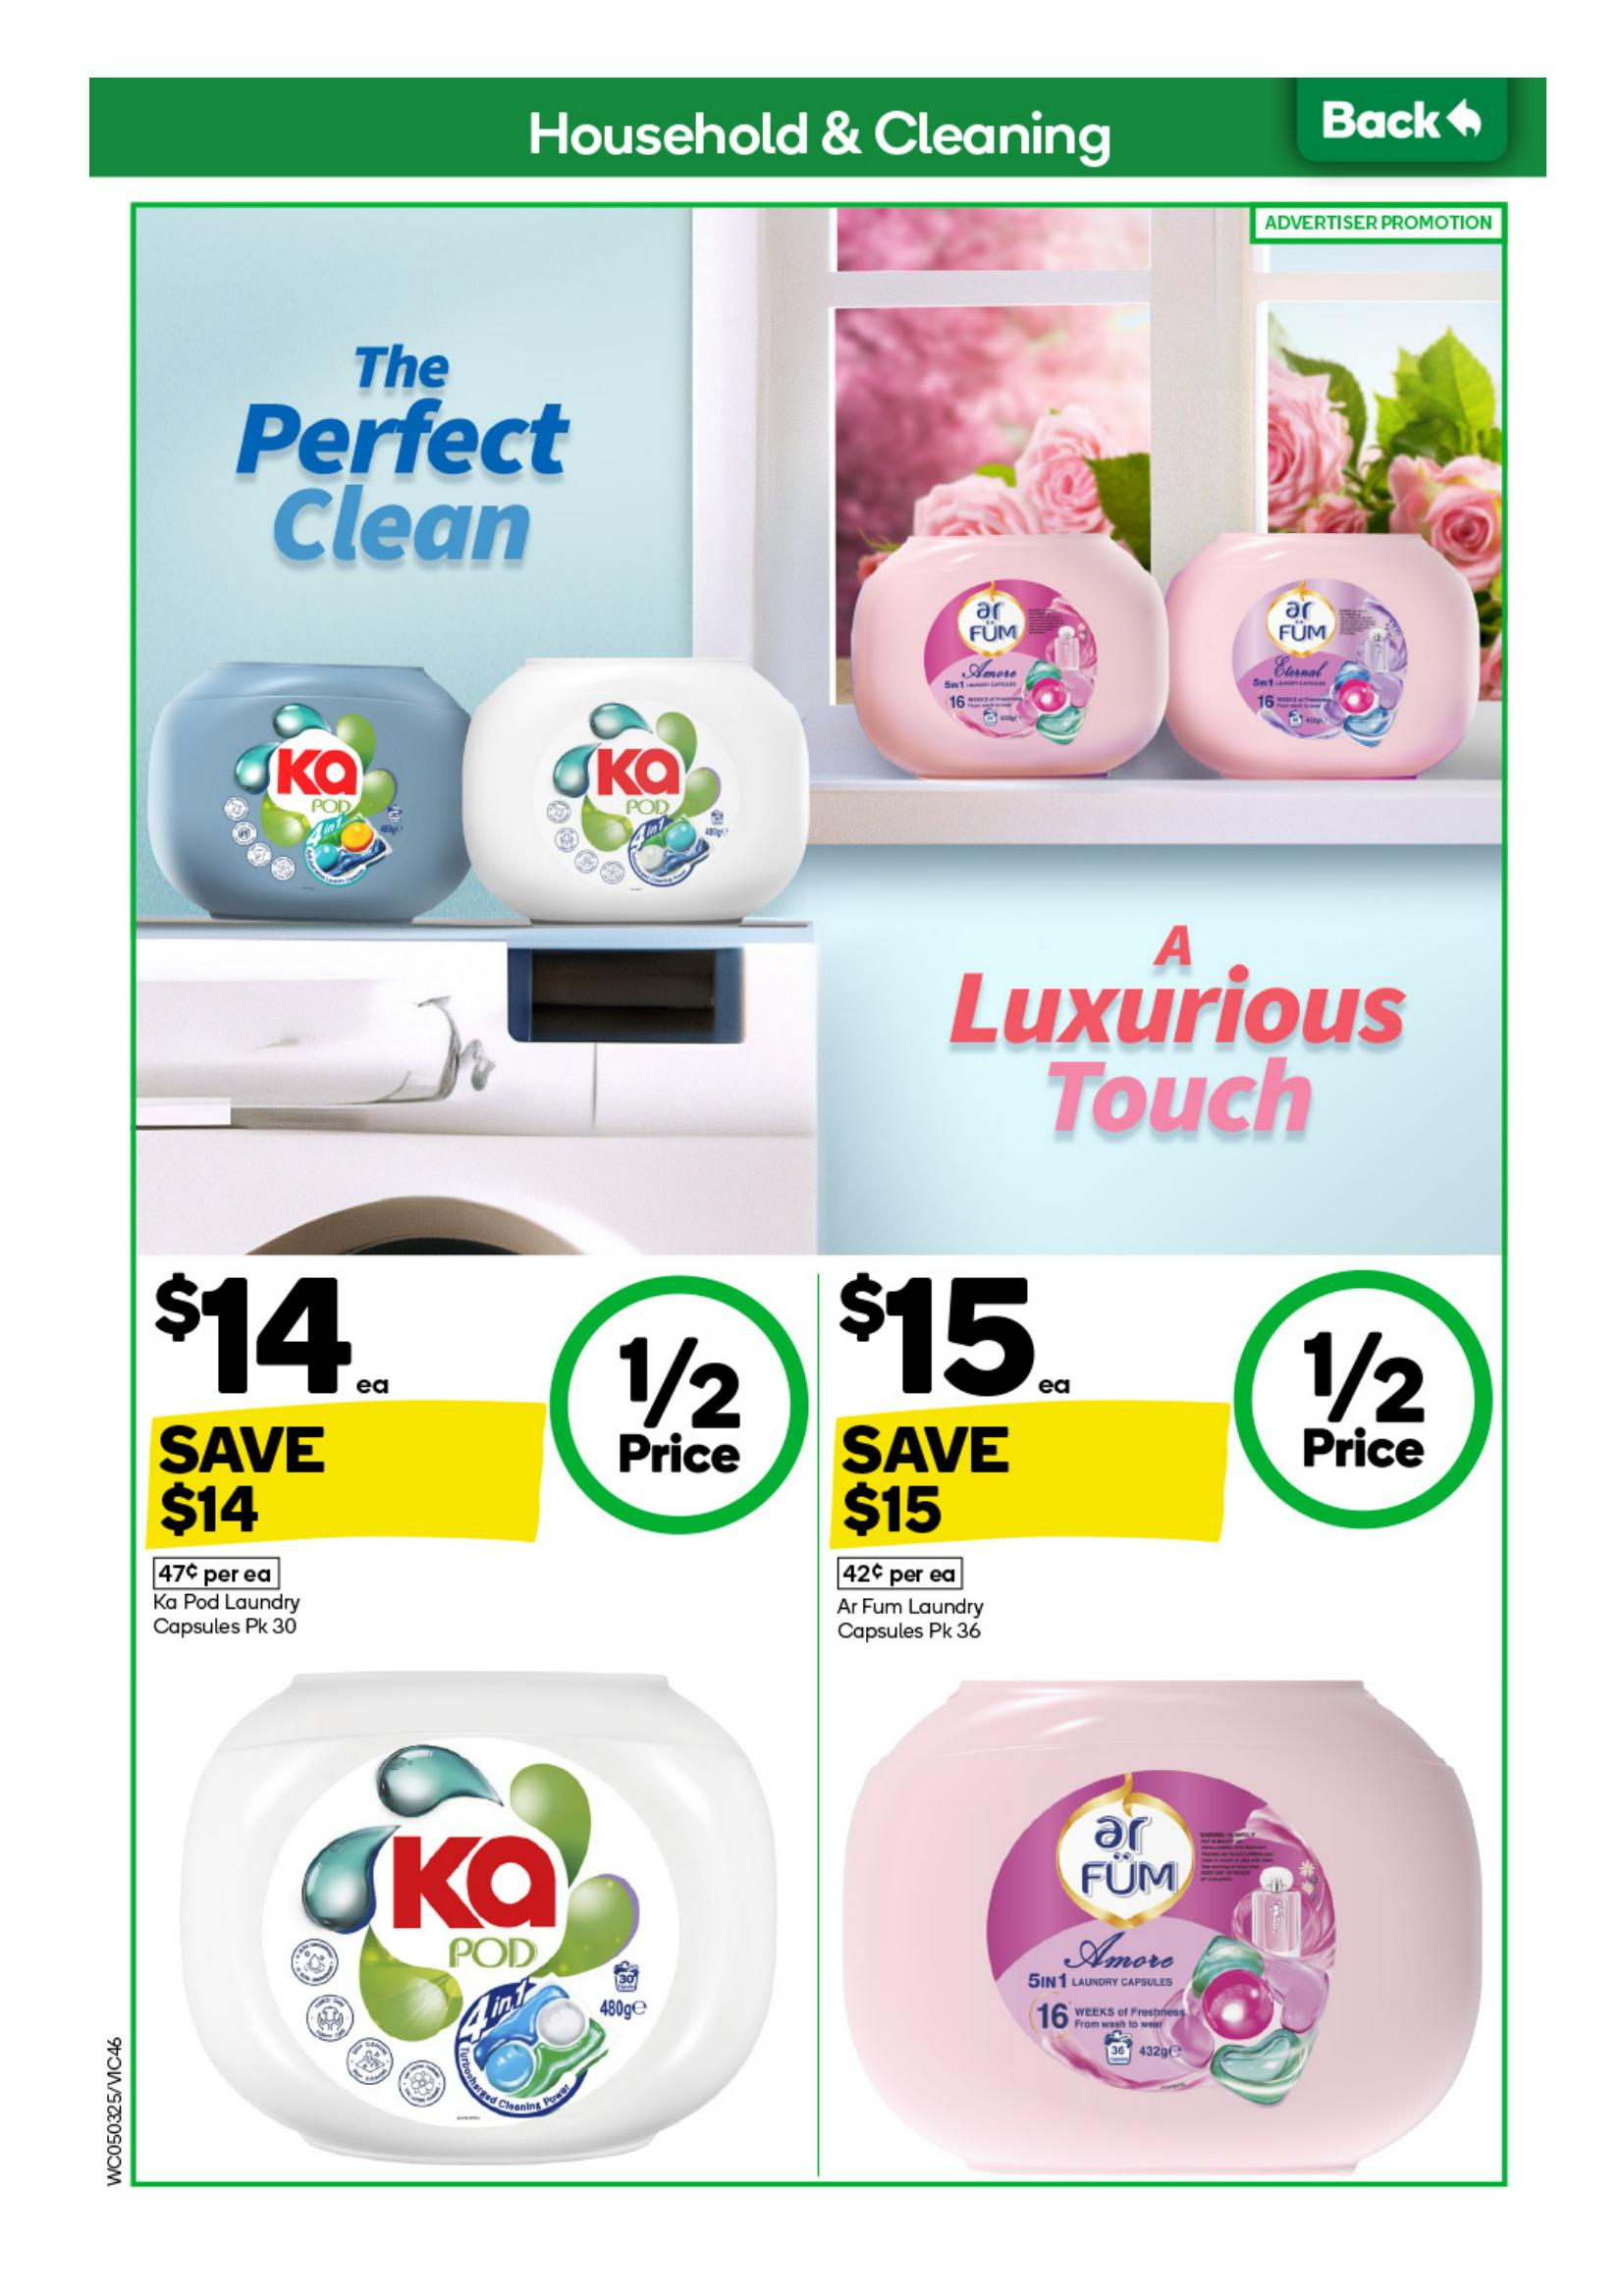 Household & Cleaning
Back
ADVERTISER PROMOTION
The
Perfect
Clean
ar
FÜM
Amore
5in1 LAUNDRY CAPSULES
16 WEEKS of Freshness
From wash to wear
432g℮
ar
FÜM
Eternal
5in1 LAUNDRY CAPSULES
16 WEEKS of Freshness
From wash to wear
432g℮
Ka
POD
4 in 1
480g℮
Ka
POD
4 in 1
480g℮
A
Luxurious
Touch
$14 ea
1/2
Price
SAVE
$14
47¢ per ea
Ka Pod Laundry
Capsules Pk 30
$15 ea
1/2
Price
SAVE
$15
42¢ per ea
Ar Fum Laundry
Capsules Pk 36
Ka
POD
30
480g℮
4 in 1
Turbocharged Cleaning Power
ar
FÜM
Amore
5IN1 LAUNDRY CAPSULES
16 WEEKS of Freshness
From wash to wear
36
432g℮
WC050325/VIC46